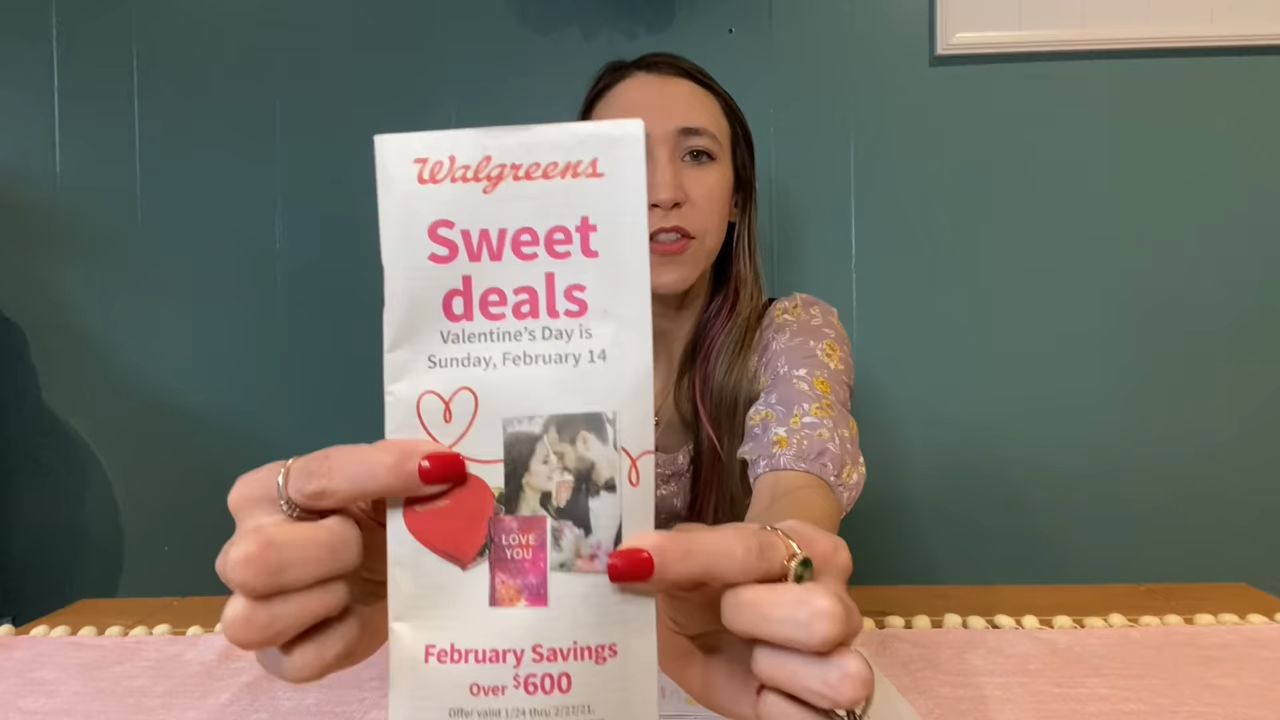 Walgreens
Sweet
deals
Valentine's Day is
Sunday, February 14
LOVE
YOU
February Savings
Over $600
Offer valid 1/24 thru 2/27/21.